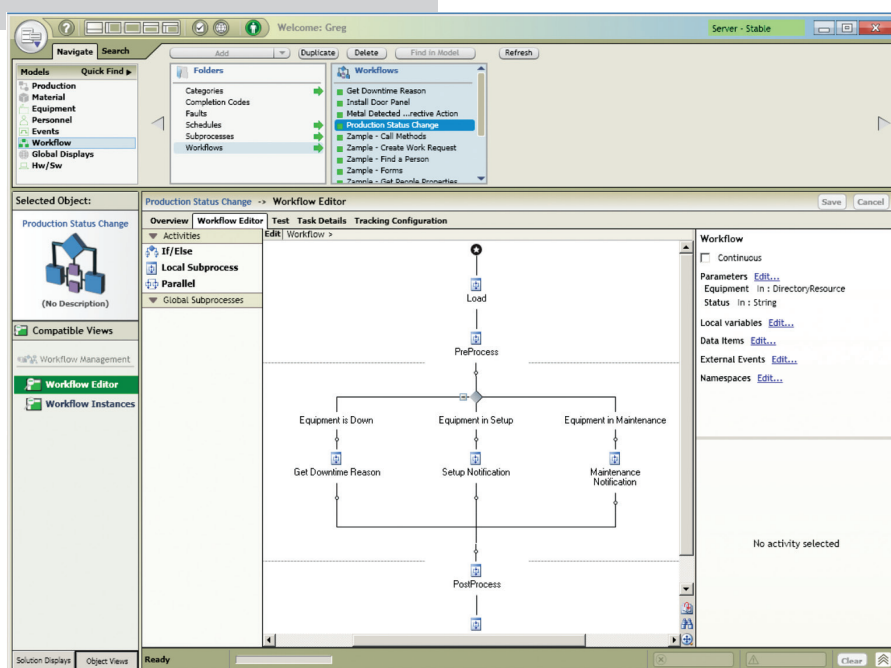 Welcome: Greg
Server - Stable
Navigate
Search
Add
Duplicate
Delete
Find in Model
Refresh
Models
Quick Find
Production
Material
Equipment
Personnel
Events
Workflow
Global Displays
Hw/Sw
Folders
Categories
Completion Codes
Faults
Schedules
Subprocesses
Workflows
Workflows
Get Downtime Reason
Install Door Panel
Metal Detected ...rective Action
Production Status Change
Zample - Call Methods
Zample - Create Work Request
Zample - Find a Person
Zample - Forms
Zample - Get People Properties
Selected Object:
Production Status Change
(No Description)
Compatible Views
Workflow Management
Workflow Editor
Workflow Instances
Solution Displays
Object Views
Production Status Change -> Workflow Editor
Save
Cancel
Overview
Workflow Editor
Test
Task Details
Tracking Configuration
Activities
If/Else
Local Subprocess
Parallel
Global Subprocesses
Edit
Workflow >
Load
PreProcess
Equipment is Down
Equipment in Setup
Equipment in Maintenance
Get Downtime Reason
Setup Notification
Maintenance
Notification
PostProcess
Workflow
Continuous
Parameters Edit...
Equipment In : DirectoryResource
Status In : String
Local variables Edit...
Data Items Edit...
External Events Edit...
Namespaces Edit...
No activity selected
Ready
Clear